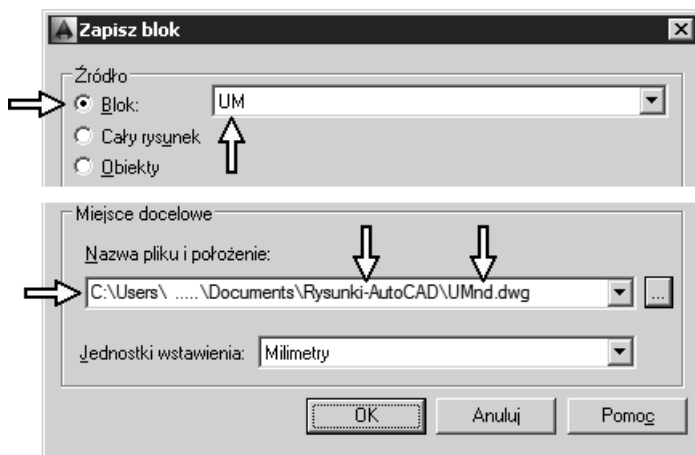 Zapisz blok
Źródło
Blok:
UM
Cały rysunek
Obiekty
Miejsce docelowe
Nazwa pliku i położenie:
C:\Users\ .....\Documents\Rysunki-AutoCAD\UMnd.dwg
...
Jednostki wstawienia: Milimetry
OK Anuluj Pomoc